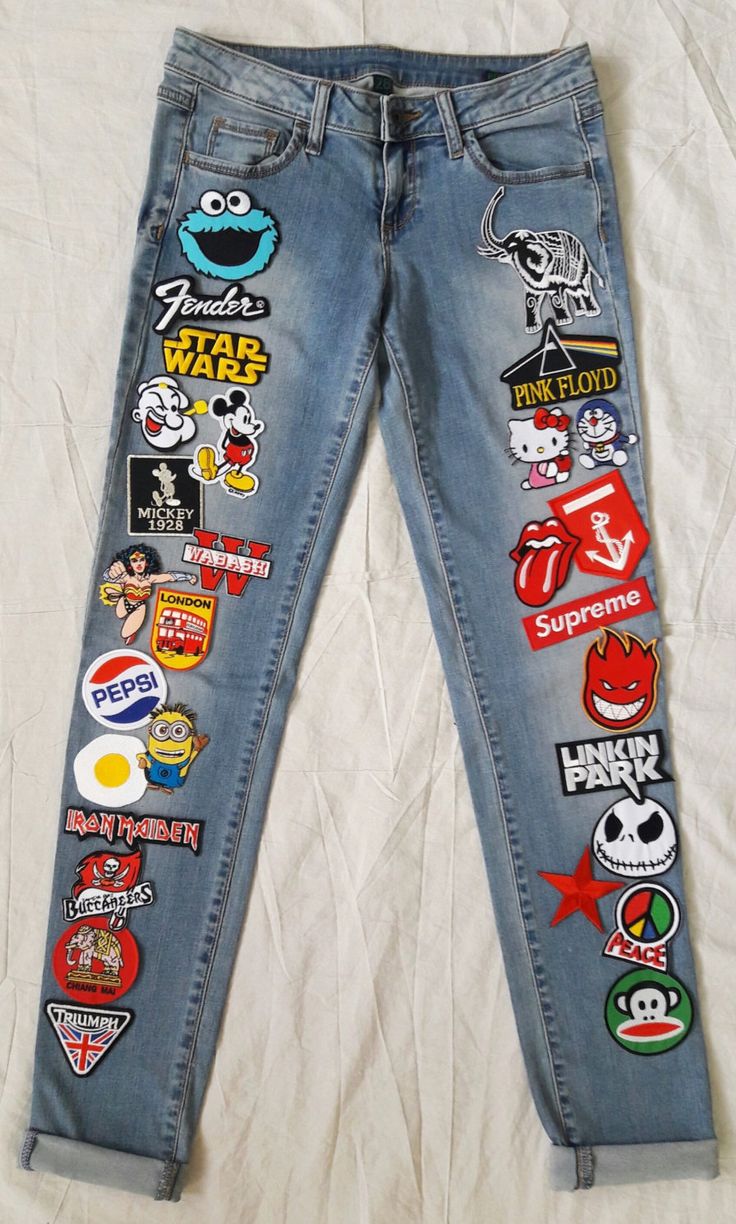 Fender®
STAR
WARS
MICKEY
1928
W
WABASH
LONDON
PEPSI
IRON MAIDEN
BUCCANEERS
CHIANG MAI
TRIUMPH
PINK FLOYD
Supreme
LINKIN
PARK
PEACE